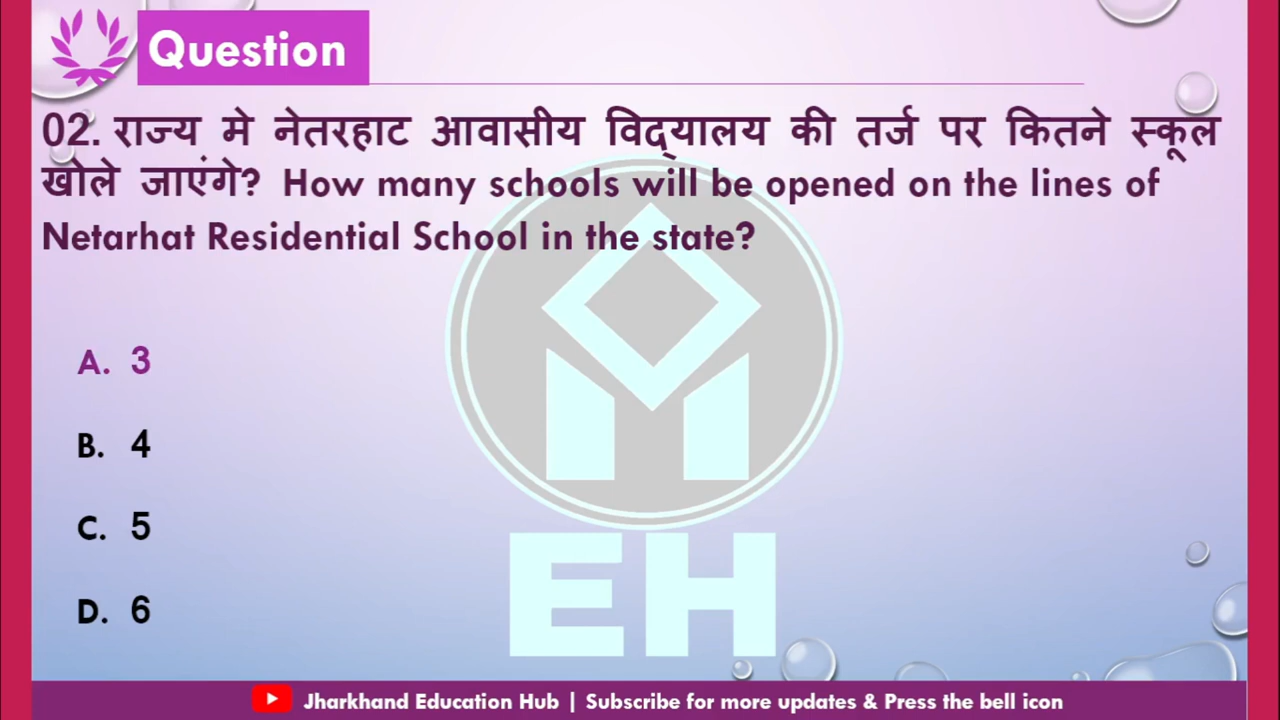 Question
02. राज्य मे नेतरहाट आवासीय विद्यालय की तर्ज पर कितने स्कूल
खोले जाएंगे? How many schools will be opened on the lines of
Netarhat Residential School in the state?
A. 3
B. 4
C. 5
D. 6
EH
Jharkhand Education Hub | Subscribe for more updates & Press the bell icon